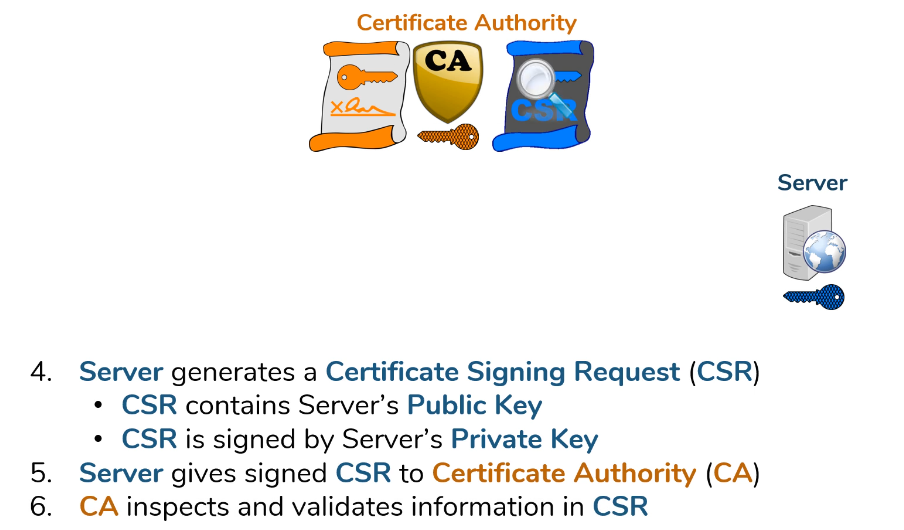 Certificate Authority
CA
CSR
Server
4. Server generates a Certificate Signing Request (CSR)
• CSR contains Server's Public Key
• CSR is signed by Server's Private Key
5. Server gives signed CSR to Certificate Authority (CA)
6. CA inspects and validates information in CSR